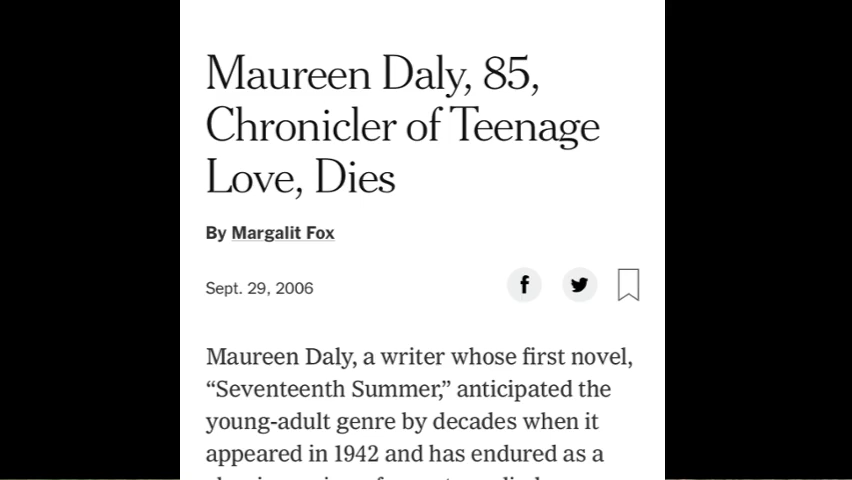 Maureen Daly, 85,
Chronicler of Teenage
Love, Dies
By Margalit Fox
Sept. 29, 2006
Maureen Daly, a writer whose first novel,
“Seventeenth Summer,” anticipated the
young-adult genre by decades when it
appeared in 1942 and has endured as a